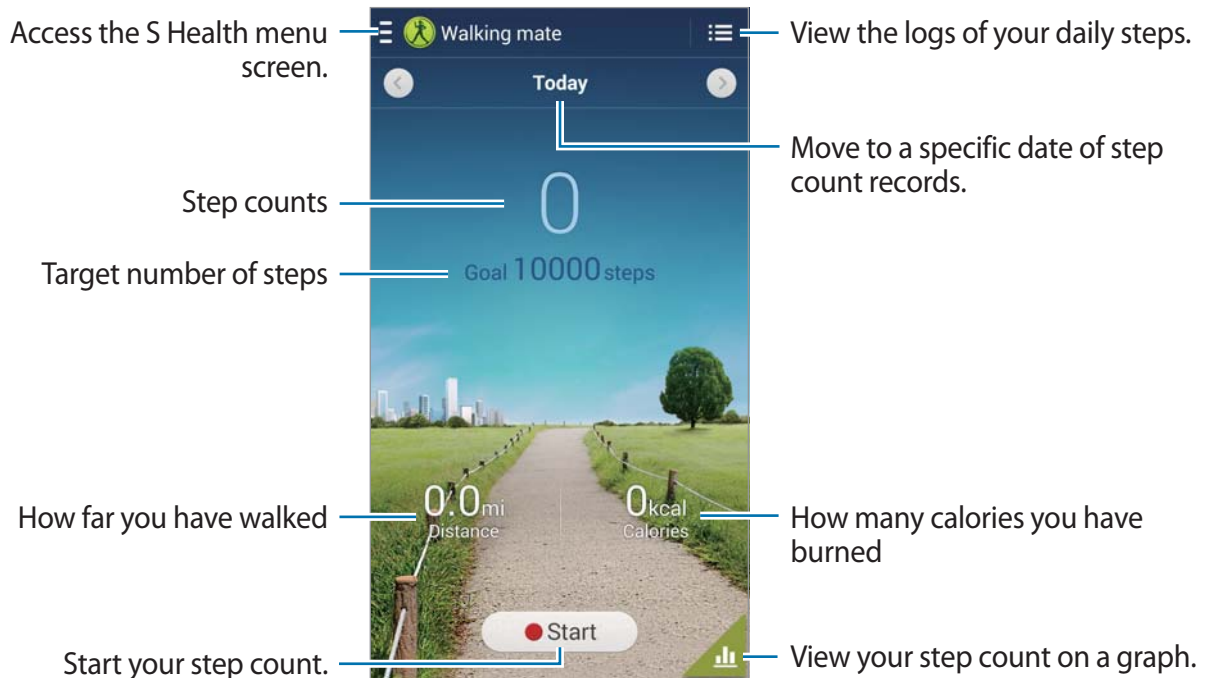 Access the S Health menu
screen.
Walking mate
View the logs of your daily steps.
Today
Move to a specific date of step
count records.
Step counts
0
Target number of steps
Goal 10000 steps
How far you have walked
0.0mi
Distance
0kcal
Calories
How many calories you have
burned
Start your step count.
Start
View your step count on a graph.